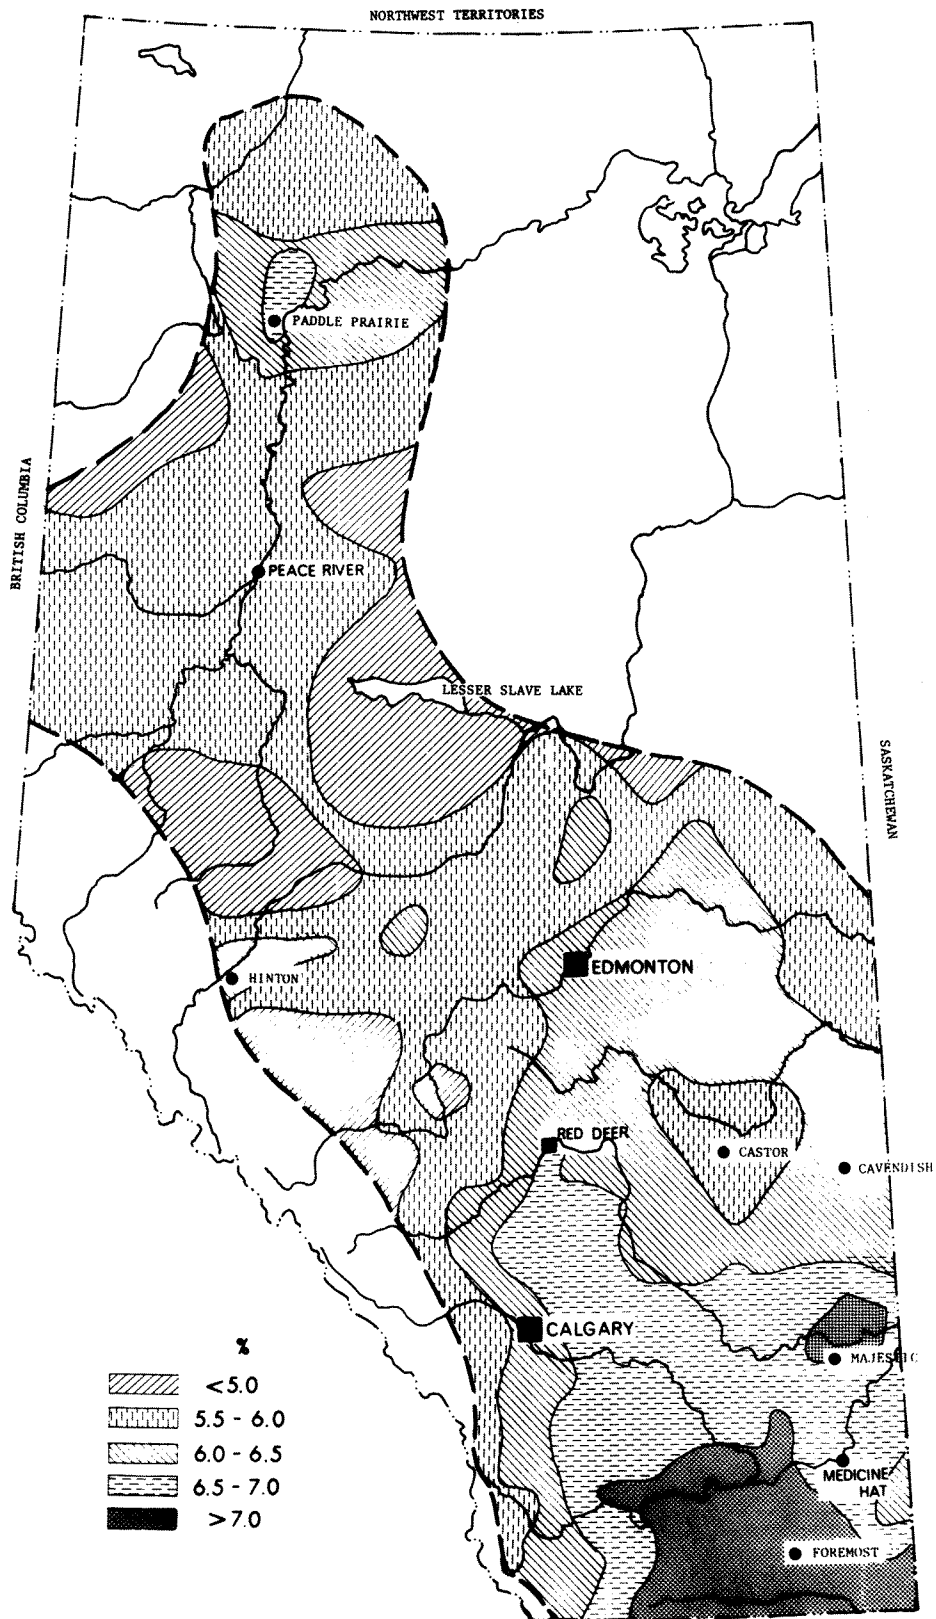 NORTHWEST TERRITORIES
PADDLE PRAIRIE
BRITISH COLUMBIA
PEACE RIVER
LESSER SLAVE LAKE
SASKATCHEWAN
EDMONTON
HINTON
RED DEER
CASTOR
CAVENDISH
CALGARY
MAJESTIC
%
<5.0
5.5 - 6.0
6.0 - 6.5
6.5 - 7.0
>7.0
MEDICINE
HAT
FOREMOST